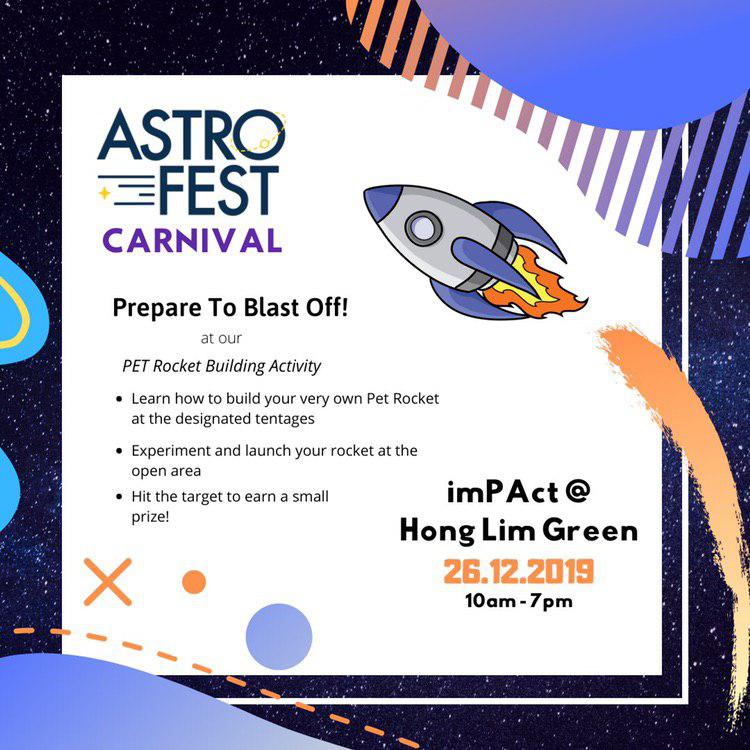 ASTRO
FEST
CARNIVAL
Prepare To Blast Off!
at our
PET Rocket Building Activity
• Learn how to build your very own Pet Rocket
at the designated tentages
• Experiment and launch your rocket at the
open area
• Hit the target to earn a small
prize!
imPAct @
Hong Lim Green
26.12.2019
10am - 7pm